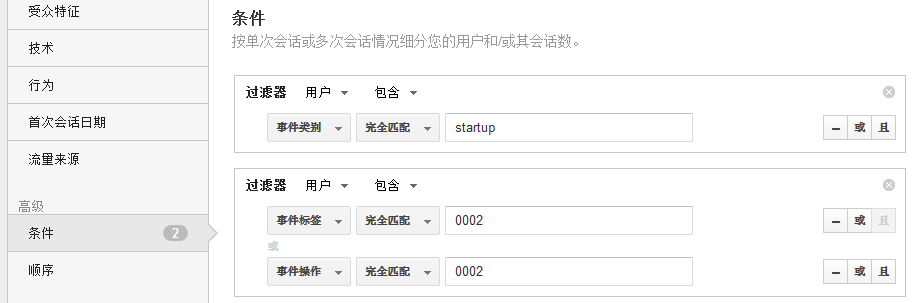 受众特征
技术
行为
首次会话日期
流量来源
高级
条件 2
顺序
条件
按单次会话或多次会话情况细分您的用户和/或其会话数。
过滤器 用户 包含
事件类别 完全匹配 startup – 或 且
过滤器 用户 包含
事件标签 完全匹配 0002 – 或 且
或
事件操作 完全匹配 0002 – 或 且